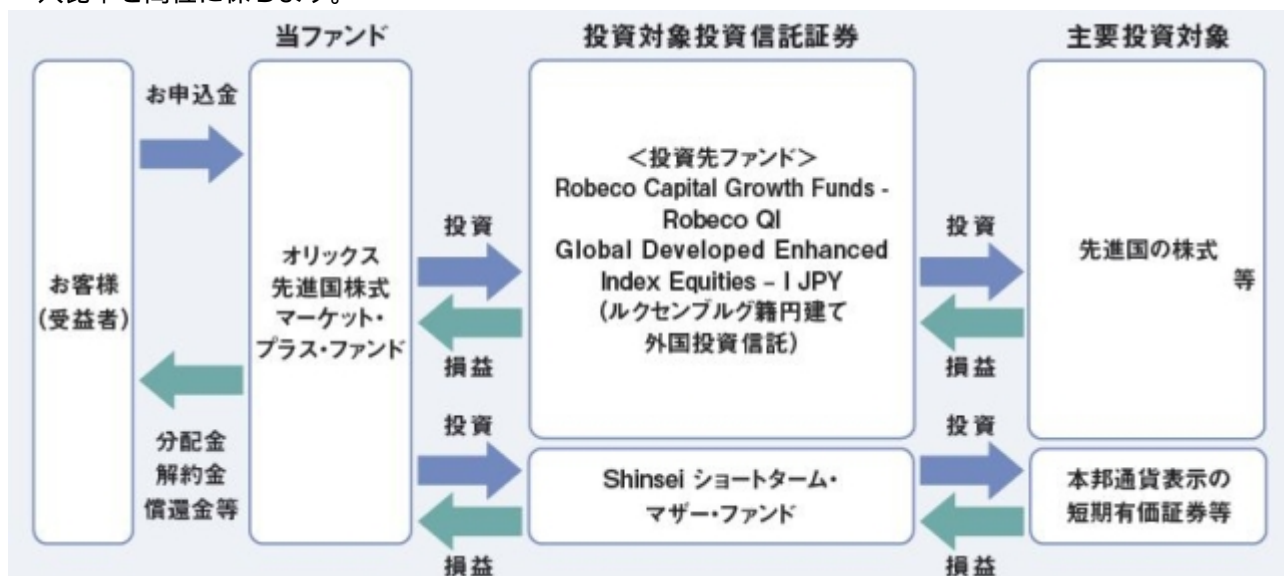 当ファンド
投資対象投資信託証券
主要投資対象
お客様
(受益者)
お申込金
分配金
解約金
償還金等
オリックス
先進国株式
マーケット・
プラス・ファンド
投資
損益
投資
損益
＜投資先ファンド＞
Robeco Capital Growth Funds -
Robeco QI
Global Developed Enhanced
Index Equities – I JPY
(ルクセンブルグ籍円建て
外国投資信託)
Shinsei ショートターム・
マザー・ファンド
投資
損益
投資
損益
先進国の株式
等
本邦通貨表示の
短期有価証券等